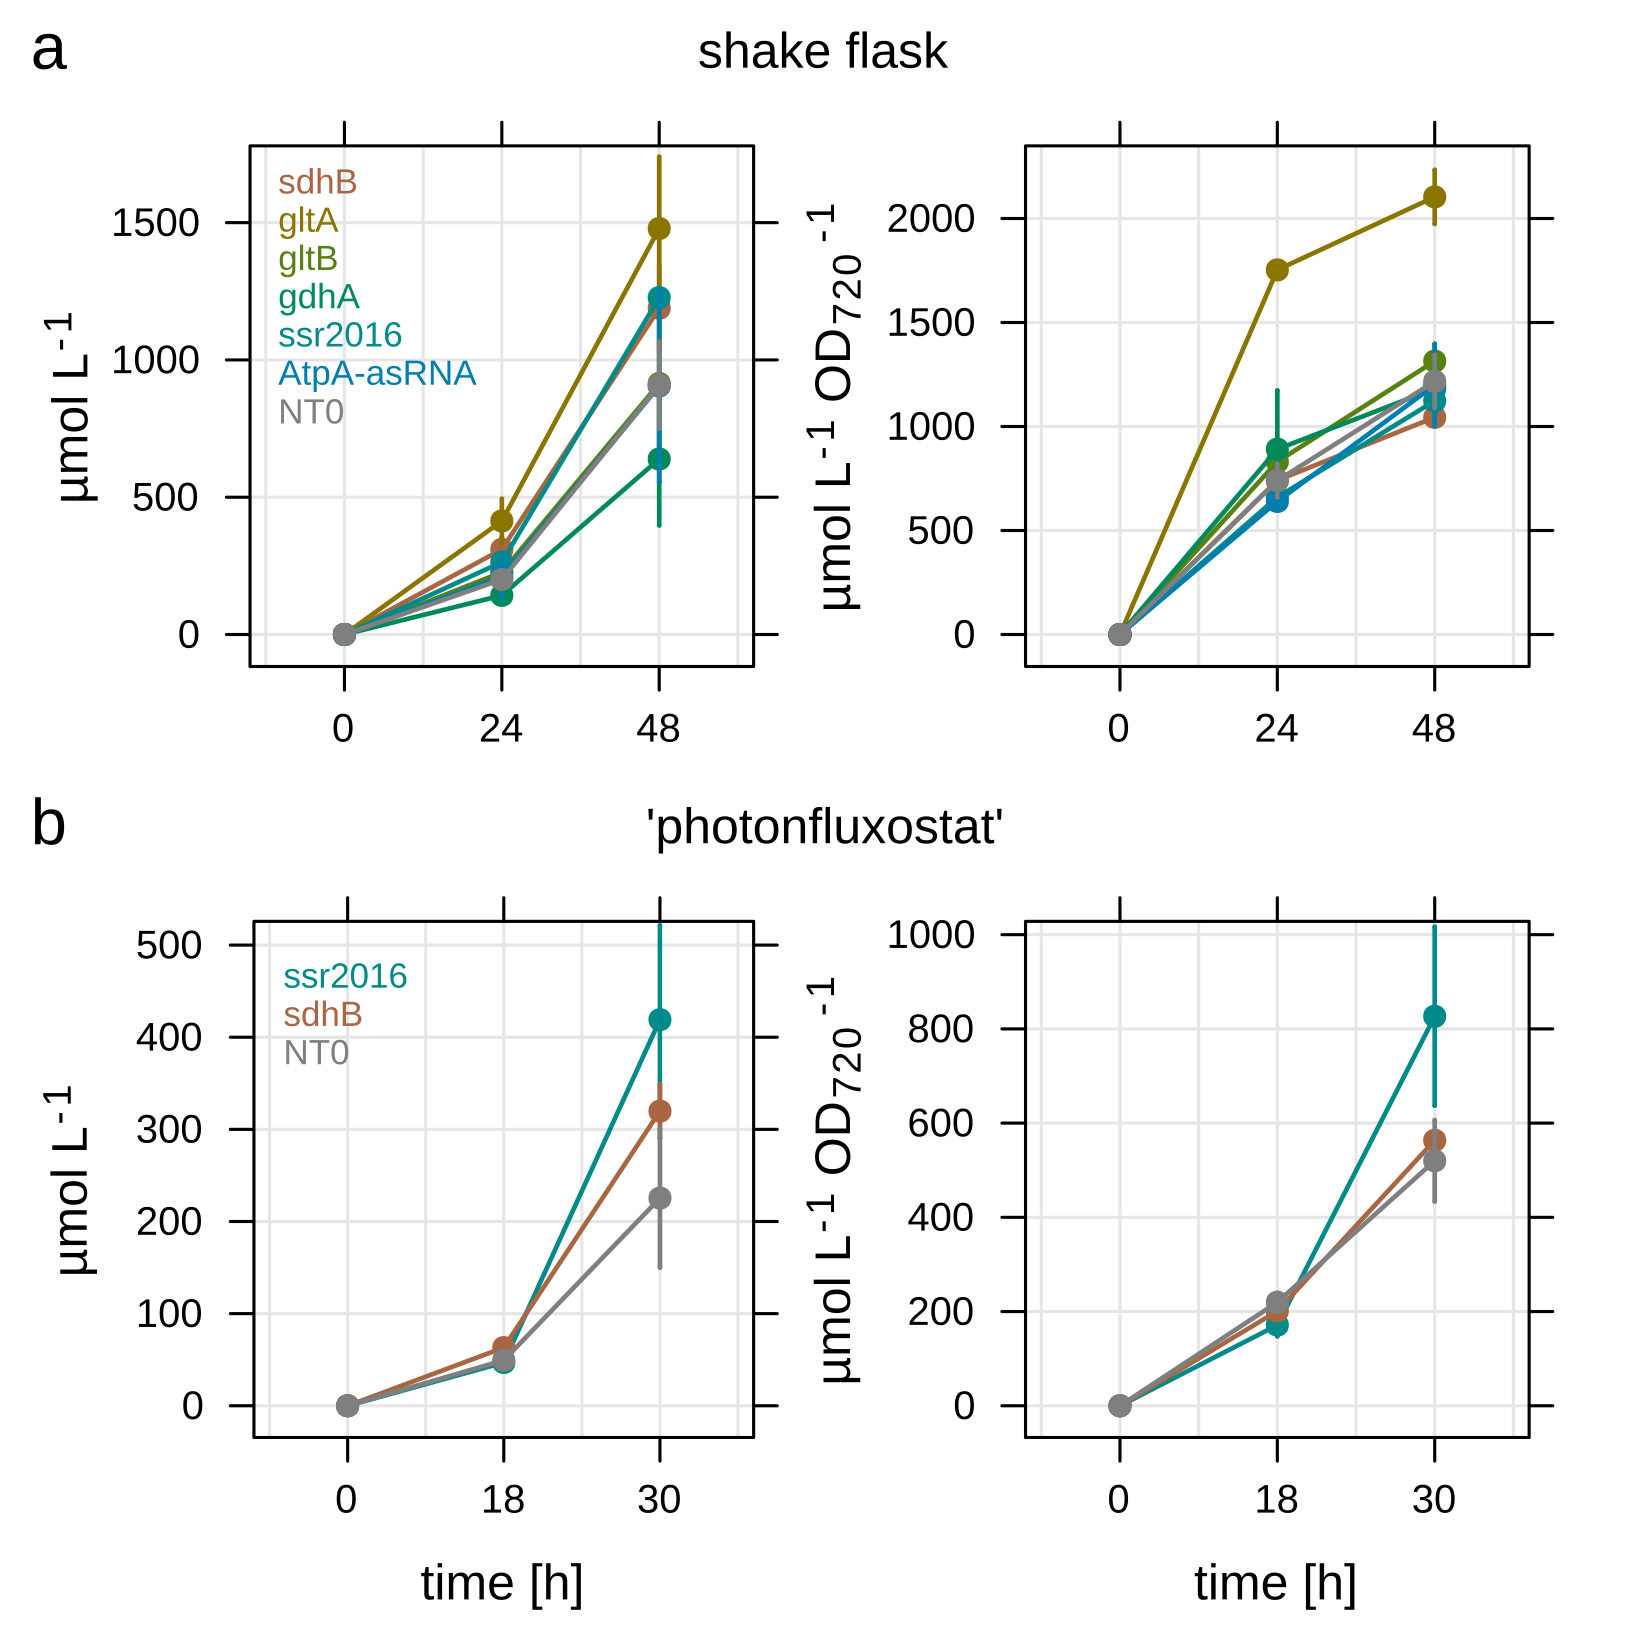 a
shake flask
µmol L-1
1500
1000
500
0
sdhB
gltA
gltB
gdhA
ssr2016
AtpA-asRNA
NT0
0 24 48
µmol L-1 OD720-1
2000
1500
1000
500
0
0 24 48
b
'photonfluxostat'
µmol L-1
500
400
300
200
100
0
ssr2016
sdhB
NT0
0 18 30
time [h]
µmol L-1 OD720-1
1000
800
600
400
200
0
0 18 30
time [h]